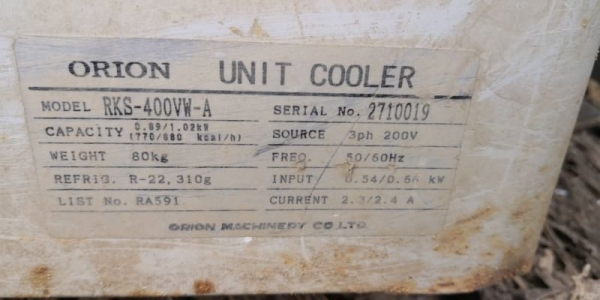 ORION UNIT COOLER
MODEL RKS-400VW-A
SERIAL No. 2710019
CAPACITY 0.89/1.02kW (770/880 kcal/h)
SOURCE 3ph 200V
WEIGHT 80kg
FREQ. 50/60Hz
REFRIG. R-22, 310g
INPUT 0.54/0.66 kW
LIST No. RA591
CURRENT 2.3/2.4 A
ORION MACHINERY CO.LTD.